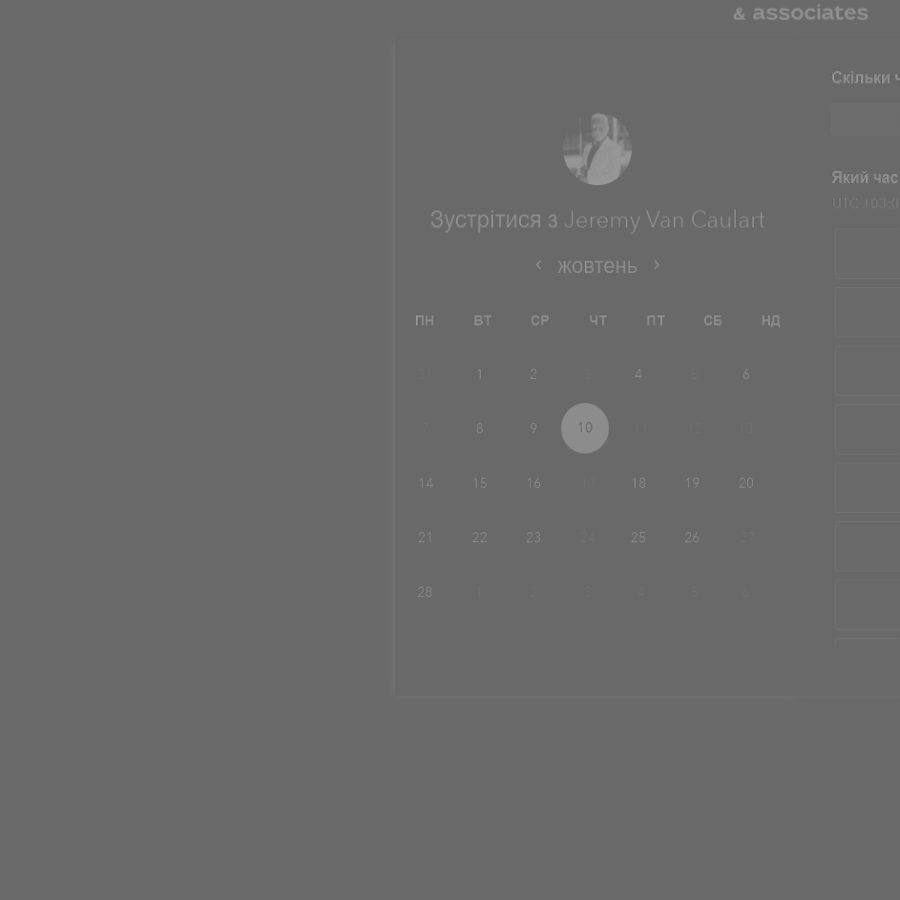 & associates
Зустрітися з Jeremy Van Caulart
< жовтень >
ПН ВТ СР ЧТ ПТ СБ НД
31 1 2 3 4 5 6
7 8 9 10 11 12 13
14 15 16 17 18 19 20
21 22 23 24 25 26 27
28 1 2 3 4 5 6
Скільки
Який час
UTC +03:0